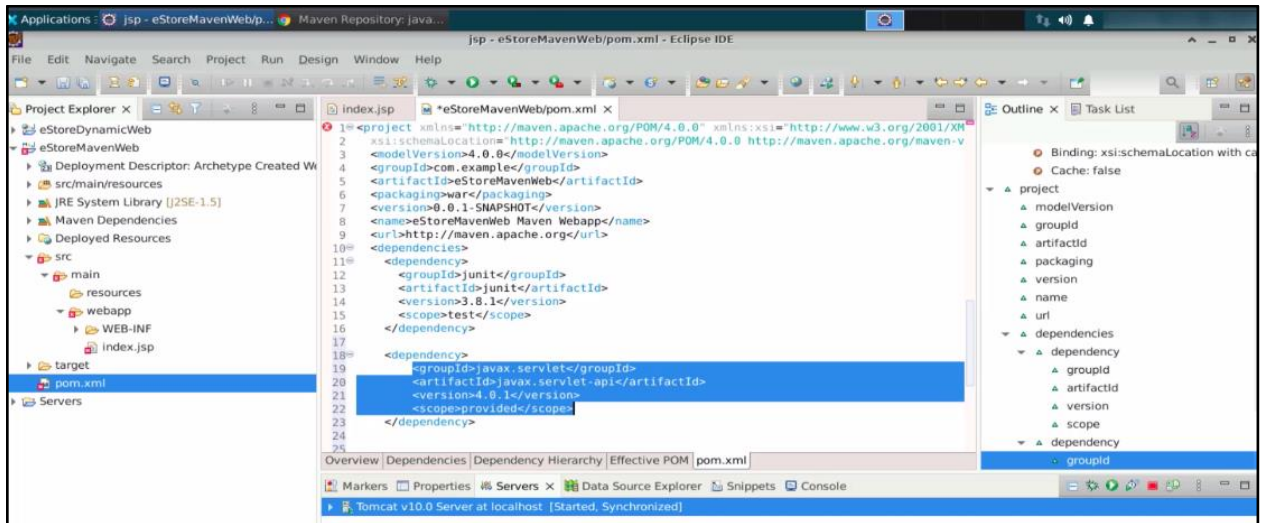 Applications : jsp - eStoreMavenWeb/p... Maven Repository: java...
jsp - eStoreMavenWeb/pom.xml - Eclipse IDE
File Edit Navigate Search Project Run Design Window Help
Project Explorer
index.jsp
*eStoreMavenWeb/pom.xml
Outline
Task List
eStoreDynamicWeb
eStoreMavenWeb
Deployment Descriptor: Archetype Created We
src/main/resources
JRE System Library [J2SE-1.5]
Maven Dependencies
Deployed Resources
src
main
resources
webapp
WEB-INF
index.jsp
target
pom.xml
Servers
1 <project xmlns="http://maven.apache.org/POM/4.0.0" xmlns:xsi="http://www.w3.org/2001/XM
2 xsi:schemaLocation="http://maven.apache.org/POM/4.0.0 http://maven.apache.org/maven-v
3 <modelVersion>4.0.0</modelVersion>
4 <groupId>com.example</groupId>
5 <artifactId>eStoreMavenWeb</artifactId>
6 <packaging>war</packaging>
7 <version>0.0.1-SNAPSHOT</version>
8 <name>eStoreMavenWeb Maven Webapp</name>
9 <url>http://maven.apache.org</url>
10 <dependencies>
11 <dependency>
12 <groupId>junit</groupId>
13 <artifactId>junit</artifactId>
14 <version>3.8.1</version>
15 <scope>test</scope>
16 </dependency>
17
18 <dependency>
19 <groupId>javax.servlet</groupId>
20 <artifactId>javax.servlet-api</artifactId>
21 <version>4.0.1</version>
22 <scope>provided</scope>
23 </dependency>
24
25
Overview Dependencies Dependency Hierarchy Effective POM pom.xml
Binding: xsi:schemaLocation with ca
Cache: false
project
modelVersion
groupId
artifactId
packaging
version
name
url
dependencies
dependency
groupId
artifactId
version
scope
dependency
groupId
Markers Properties Servers Data Source Explorer Snippets Console
Tomcat v10.0 Server at localhost [Started, Synchronized]